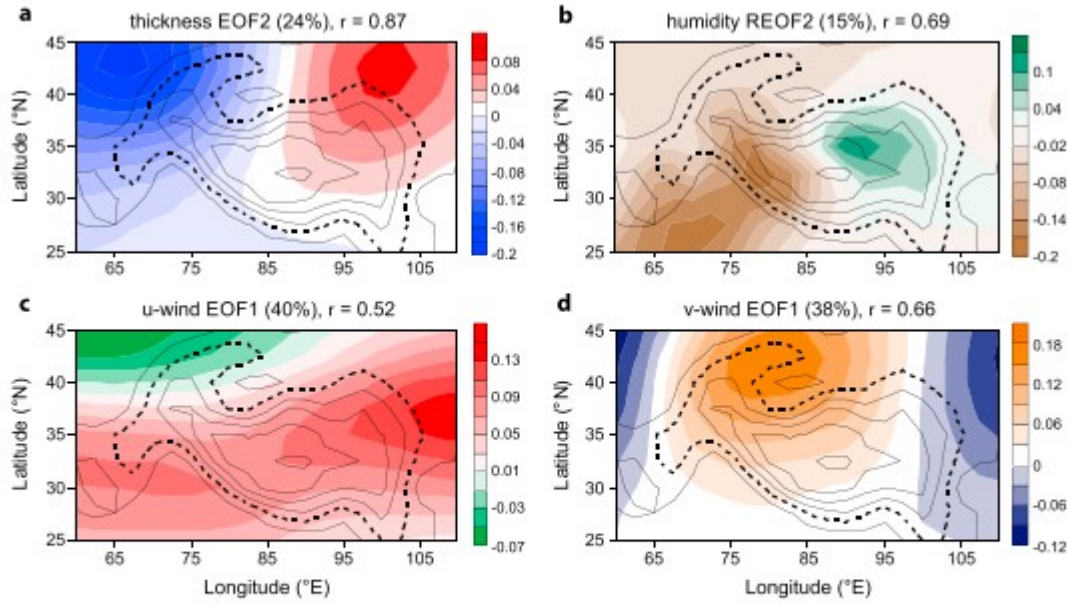 a
thickness EOF2 (24%), r = 0.87
45
40
35
30
25
Latitude (°N)
65 75 85 95 105
0.08
0.04
0
-0.04
-0.08
-0.12
-0.16
-0.2
b
humidity REOF2 (15%), r = 0.69
45
40
35
30
25
Latitude (°N)
65 75 85 95 105
0.1
0.04
-0.02
-0.08
-0.14
-0.2
c
u-wind EOF1 (40%), r = 0.52
45
40
35
30
25
Latitude (°N)
65 75 85 95 105
Longitude (°E)
0.13
0.09
0.05
0.01
-0.03
-0.07
d
v-wind EOF1 (38%), r = 0.66
45
40
35
30
25
Latitude (°N)
65 75 85 95 105
Longitude (°E)
0.18
0.12
0.06
0
-0.06
-0.12